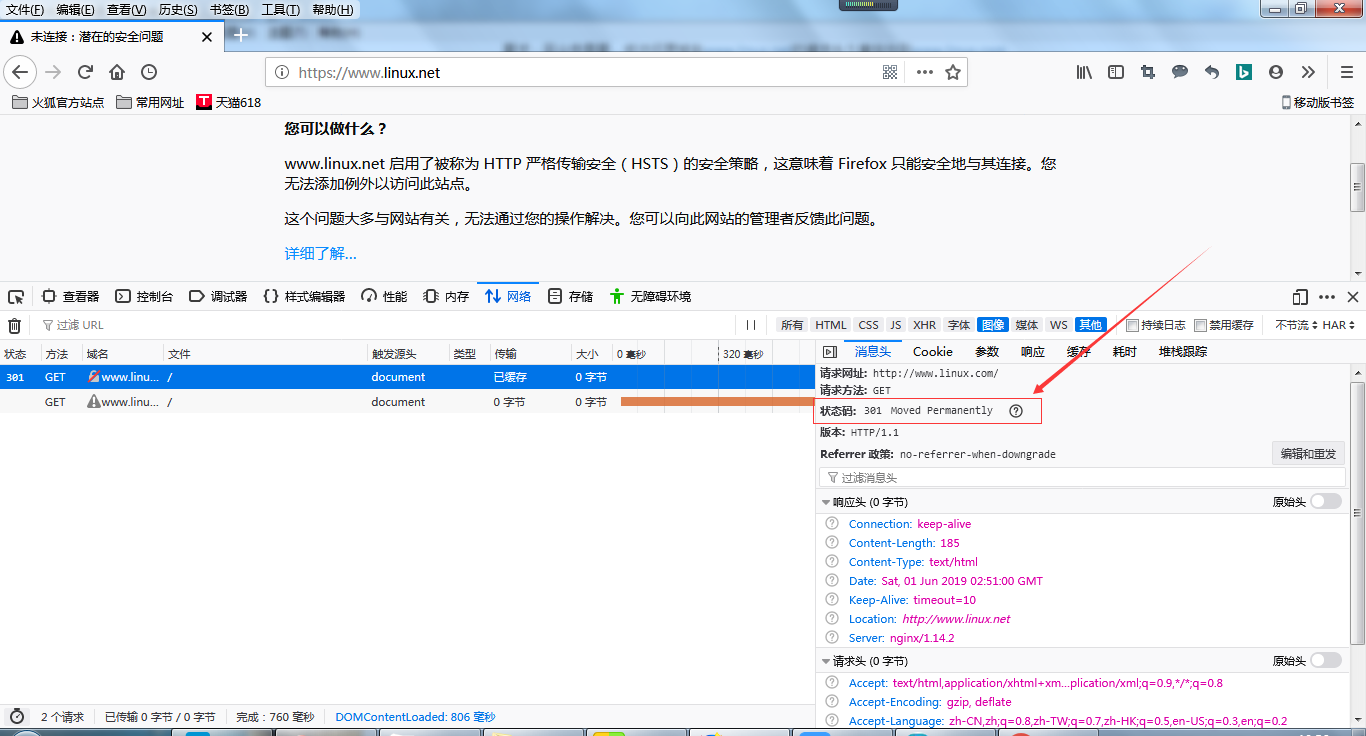 文件(F) 编辑(E) 查看(V) 历史(S) 书签(B) 工具(T) 帮助(H)
未连接：潜在的安全问题
https://www.linux.net
火狐官方站点 常用网址 天猫618 移动版书签
您可以做什么？
www.linux.net 启用了被称为 HTTP 严格传输安全（HSTS）的安全策略，这意味着 Firefox 只能安全地与其连接。您
无法添加例外以访问此站点。
这个问题大多与网站有关，无法通过您的操作解决。您可以向此网站的管理者反馈此问题。
详细了解...
查看器 控制台 调试器 样式编辑器 性能 内存 网络 存储 无障碍环境
过滤 URL 所有 HTML CSS JS XHR 字体 图像 媒体 WS 其他 持续日志 禁用缓存 不节流 HAR
状态 方法 域名 文件 触发源头 类型 传输 大小 0 毫秒 320 毫秒
301 GET www.linu... / document 已缓存 0 字节
GET www.linu... / document 0 字节 0 字节
消息头 Cookie 参数 响应 缓存 耗时 堆栈跟踪
请求网址: http://www.linux.com/
请求方法: GET
状态码: 301 Moved Permanently
版本: HTTP/1.1
Referrer 政策: no-referrer-when-downgrade 编辑和重发
过滤消息头
响应头 (0 字节) 原始头
Connection: keep-alive
Content-Length: 185
Content-Type: text/html
Date: Sat, 01 Jun 2019 02:51:00 GMT
Keep-Alive: timeout=10
Location: http://www.linux.net
Server: nginx/1.14.2
请求头 (0 字节) 原始头
Accept: text/html,application/xhtml+xm...plication/xml;q=0.9,*/*;q=0.8
Accept-Encoding: gzip, deflate
Accept-Language: zh-CN,zh;q=0.8,zh-TW;q=0.7,zh-HK;q=0.5,en-US;q=0.3,en;q=0.2
2 个请求 已传输 0 字节 / 0 字节 完成：760 毫秒 DOMContentLoaded: 806 毫秒